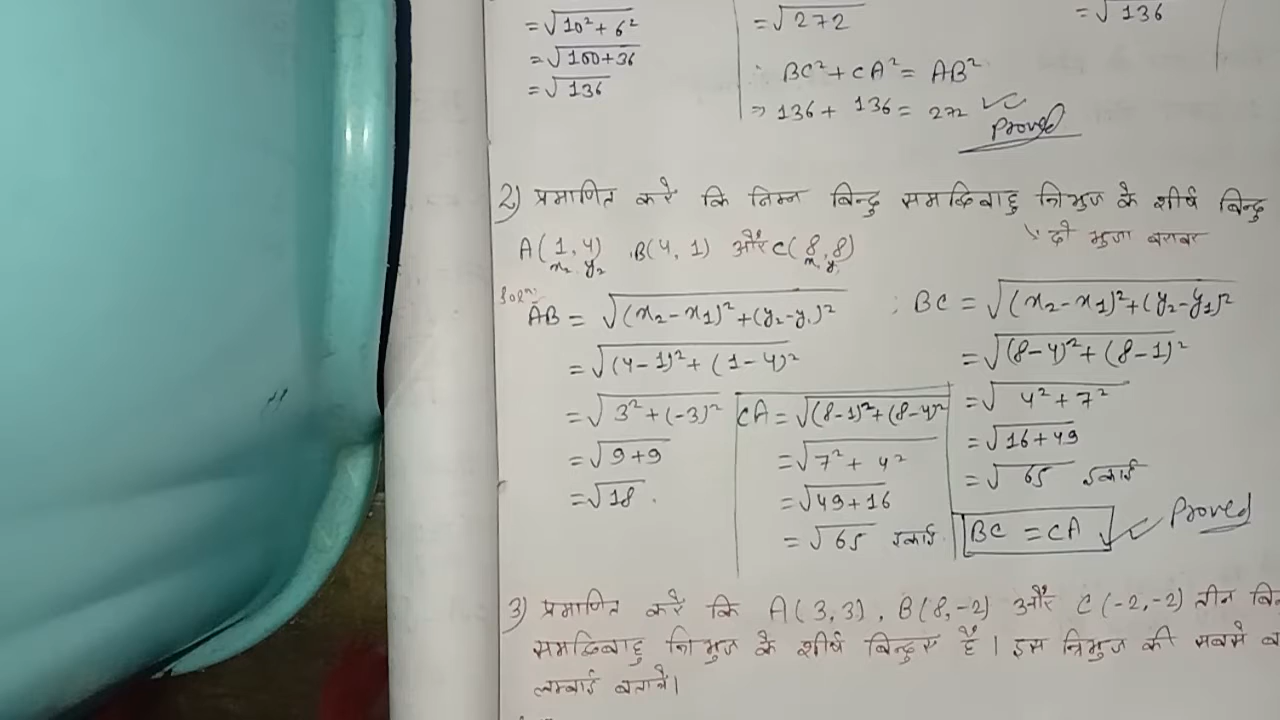 = √10² + 6²
= √100 + 36
= √136
= √272
∴ BC² + CA² = AB²
⇒ 136 + 136 = 272
Proved
= √136
2) प्रमाणित करे कि निम्न बिन्दु समद्विबाहु त्रिभुज के शीर्ष बिन्दु
दो भुजा बराबर
A(1, 4) B(4, 1) और C(8, 8)
x₂ y₂
Solⁿ:
AB = √(x₂ - x₁)² + (y₂ - y₁)²
= √(4 - 1)² + (1 - 4)²
= √3² + (-3)²
= √9 + 9
= √18
CA = √(8-1)² + (8-4)²
= √7² + 4²
= √49 + 16
= √65 इकाई
; BC = √(x₂ - x₁)² + (y₂ - y₁)²
= √(8 - 4)² + (8 - 1)²
= √4² + 7²
= √16 + 49
= √65 इकाई
BC = CA Proved
3) प्रमाणित करे कि A(3, 3), B(8, -2) और C(-2, -2) तीन
समद्विबाहु त्रिभुज के शीर्ष बिन्दुए हैं। इस त्रिभुज की सबसे
लम्बाई बतावें।